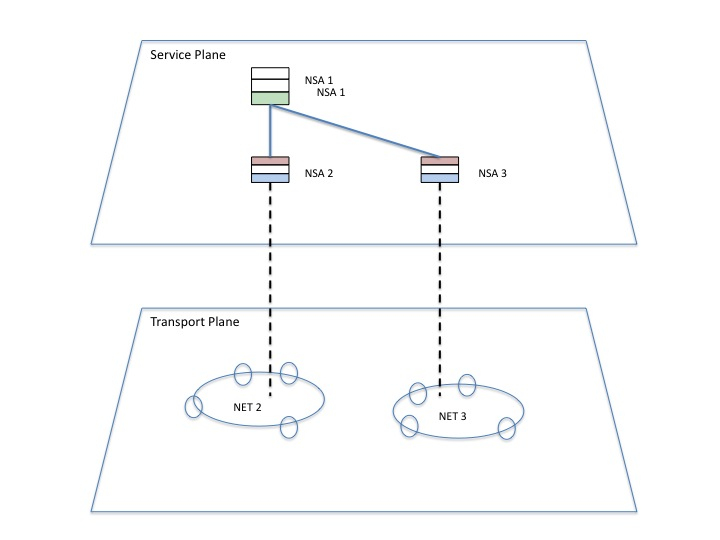 Service Plane
NSA 1
NSA 1
NSA 2
NSA 3
Transport Plane
NET 2
NET 3